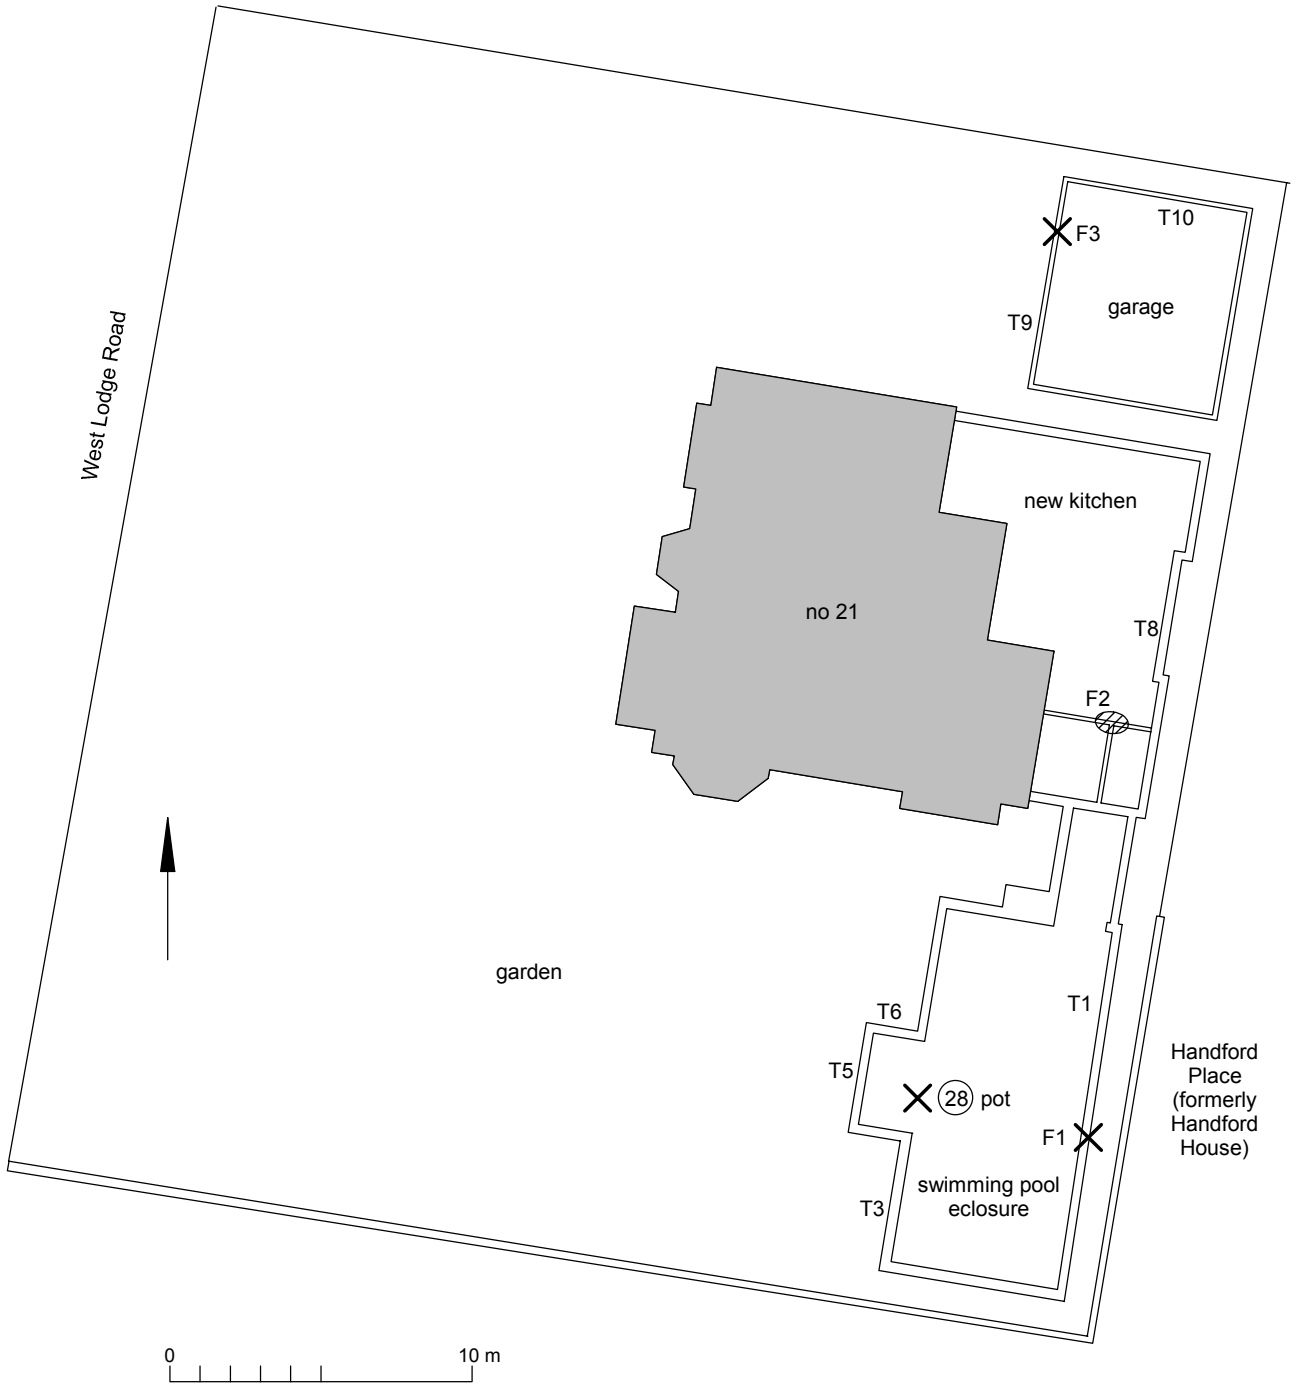 T10
F3
garage
T9
West Lodge Road
new kitchen
no 21
T8
F2
garden
T1
T6
T5
28 pot
Handford
Place
(formerly
Handford
House)
F1
swimming pool
eclosure
T3
0
10 m